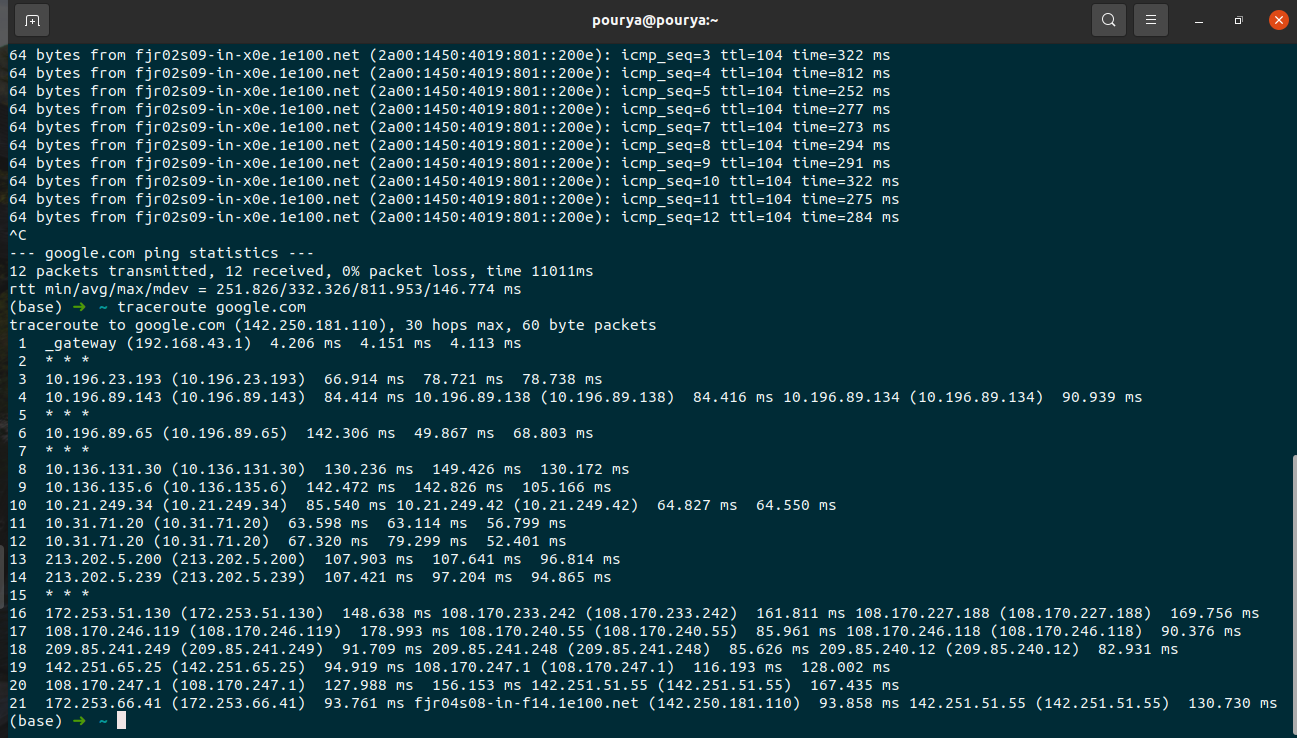 pourya@pourya:~
64 bytes from fjr02s09-in-x0e.1e100.net (2a00:1450:4019:801::200e): icmp_seq=3 ttl=104 time=322 ms
64 bytes from fjr02s09-in-x0e.1e100.net (2a00:1450:4019:801::200e): icmp_seq=4 ttl=104 time=812 ms
64 bytes from fjr02s09-in-x0e.1e100.net (2a00:1450:4019:801::200e): icmp_seq=5 ttl=104 time=252 ms
64 bytes from fjr02s09-in-x0e.1e100.net (2a00:1450:4019:801::200e): icmp_seq=6 ttl=104 time=277 ms
64 bytes from fjr02s09-in-x0e.1e100.net (2a00:1450:4019:801::200e): icmp_seq=7 ttl=104 time=273 ms
64 bytes from fjr02s09-in-x0e.1e100.net (2a00:1450:4019:801::200e): icmp_seq=8 ttl=104 time=294 ms
64 bytes from fjr02s09-in-x0e.1e100.net (2a00:1450:4019:801::200e): icmp_seq=9 ttl=104 time=291 ms
64 bytes from fjr02s09-in-x0e.1e100.net (2a00:1450:4019:801::200e): icmp_seq=10 ttl=104 time=322 ms
64 bytes from fjr02s09-in-x0e.1e100.net (2a00:1450:4019:801::200e): icmp_seq=11 ttl=104 time=275 ms
64 bytes from fjr02s09-in-x0e.1e100.net (2a00:1450:4019:801::200e): icmp_seq=12 ttl=104 time=284 ms
^C
--- google.com ping statistics ---
12 packets transmitted, 12 received, 0% packet loss, time 11011ms
rtt min/avg/max/mdev = 251.826/332.326/811.953/146.774 ms
(base) ➜ ~ traceroute google.com
traceroute to google.com (142.250.181.110), 30 hops max, 60 byte packets
 1  _gateway (192.168.43.1)  4.206 ms  4.151 ms  4.113 ms
 2  * * *
 3  10.196.23.193 (10.196.23.193)  66.914 ms  78.721 ms  78.738 ms
 4  10.196.89.143 (10.196.89.143)  84.414 ms 10.196.89.138 (10.196.89.138)  84.416 ms 10.196.89.134 (10.196.89.134)  90.939 ms
 5  * * *
 6  10.196.89.65 (10.196.89.65)  142.306 ms  49.867 ms  68.803 ms
 7  * * *
 8  10.136.131.30 (10.136.131.30)  130.236 ms  149.426 ms  130.172 ms
 9  10.136.135.6 (10.136.135.6)  142.472 ms  142.826 ms  105.166 ms
10  10.21.249.34 (10.21.249.34)  85.540 ms 10.21.249.42 (10.21.249.42)  64.827 ms  64.550 ms
11  10.31.71.20 (10.31.71.20)  63.598 ms  63.114 ms  56.799 ms
12  10.31.71.20 (10.31.71.20)  67.320 ms  79.299 ms  52.401 ms
13  213.202.5.200 (213.202.5.200)  107.903 ms  107.641 ms  96.814 ms
14  213.202.5.239 (213.202.5.239)  107.421 ms  97.204 ms  94.865 ms
15  * * *
16  172.253.51.130 (172.253.51.130)  148.638 ms 108.170.233.242 (108.170.233.242)  161.811 ms 108.170.227.188 (108.170.227.188)  169.756 ms
17  108.170.246.119 (108.170.246.119)  178.993 ms 108.170.240.55 (108.170.240.55)  85.961 ms 108.170.246.118 (108.170.246.118)  90.376 ms
18  209.85.241.249 (209.85.241.249)  91.709 ms 209.85.241.248 (209.85.241.248)  85.626 ms 209.85.240.12 (209.85.240.12)  82.931 ms
19  142.251.65.25 (142.251.65.25)  94.919 ms 108.170.247.1 (108.170.247.1)  116.193 ms  128.002 ms
20  108.170.247.1 (108.170.247.1)  127.988 ms  156.153 ms 142.251.51.55 (142.251.51.55)  167.435 ms
21  172.253.66.41 (172.253.66.41)  93.761 ms fjr04s08-in-f14.1e100.net (142.250.181.110)  93.858 ms 142.251.51.55 (142.251.51.55)  130.730 ms
(base) ➜ ~